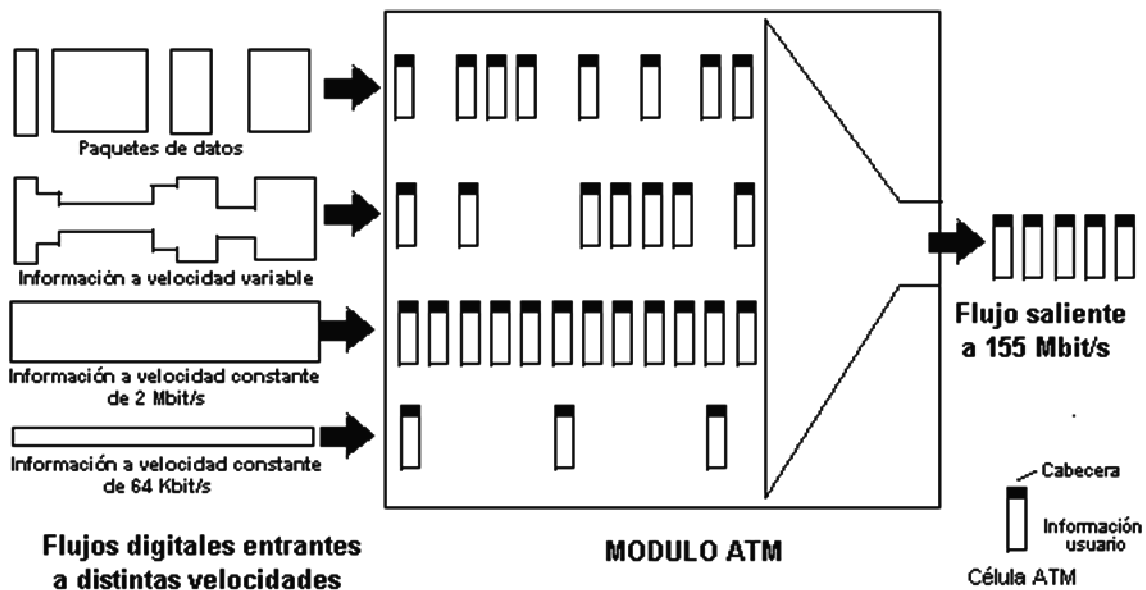 Paquetes de datos
Información a velocidad variable
Información a velocidad constante
de 2 Mbit/s
Información a velocidad constante
de 64 Kbit/s
Flujos digitales entrantes
a distintas velocidades
MODULO ATM
Flujo saliente
a 155 Mbit/s
Cabecera
Información
usuario
Célula ATM